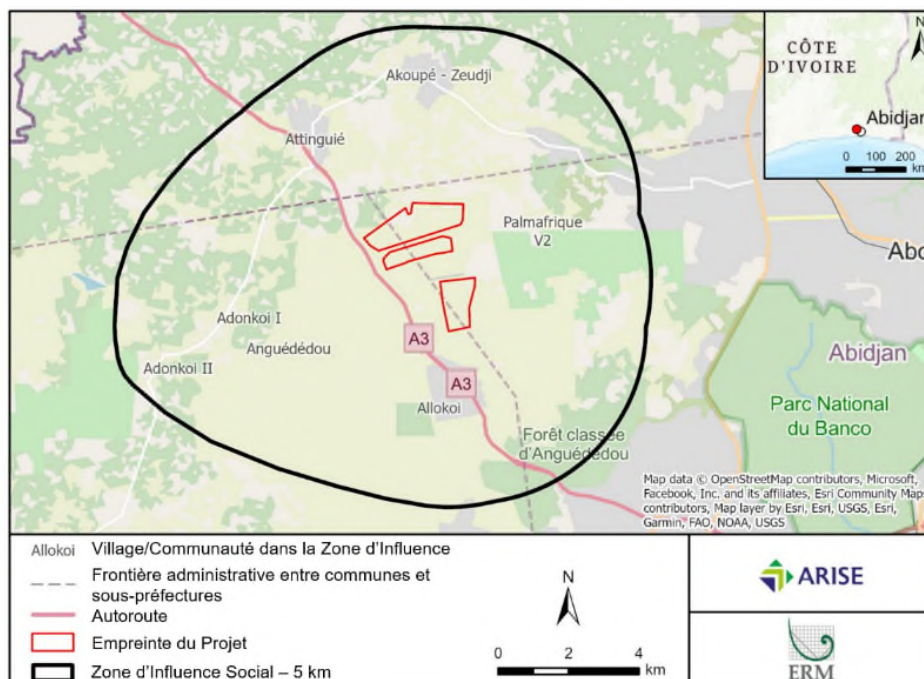 N
CÔTE
D'IVOIRE
Abidjan
0 100 200
km
Akoupé - Zeudji
Attinguié
Palmafrique
V2
Abo
Adonkoi I
Anguédédou
Adonkoi II
A3
A3
Allokoi
Abidjan
Parc National
du Banco
Forêt classée
d'Anguédédou
Map data © OpenStreetMap contributors, Microsoft,
Facebook, Inc. and its affiliates, Esri Community Map
contributors, Map layer by Esri, Esri, USGS, Esri,
Garmin, FAO, NOAA, USGS
Allokoi Village/Communauté dans la Zone d'Influence
Frontière administrative entre communes et
sous-préfectures
Autoroute
Empreinte du Projet
Zone d'Influence Social – 5 km
N
0 2 4
km
ARISE
ERM